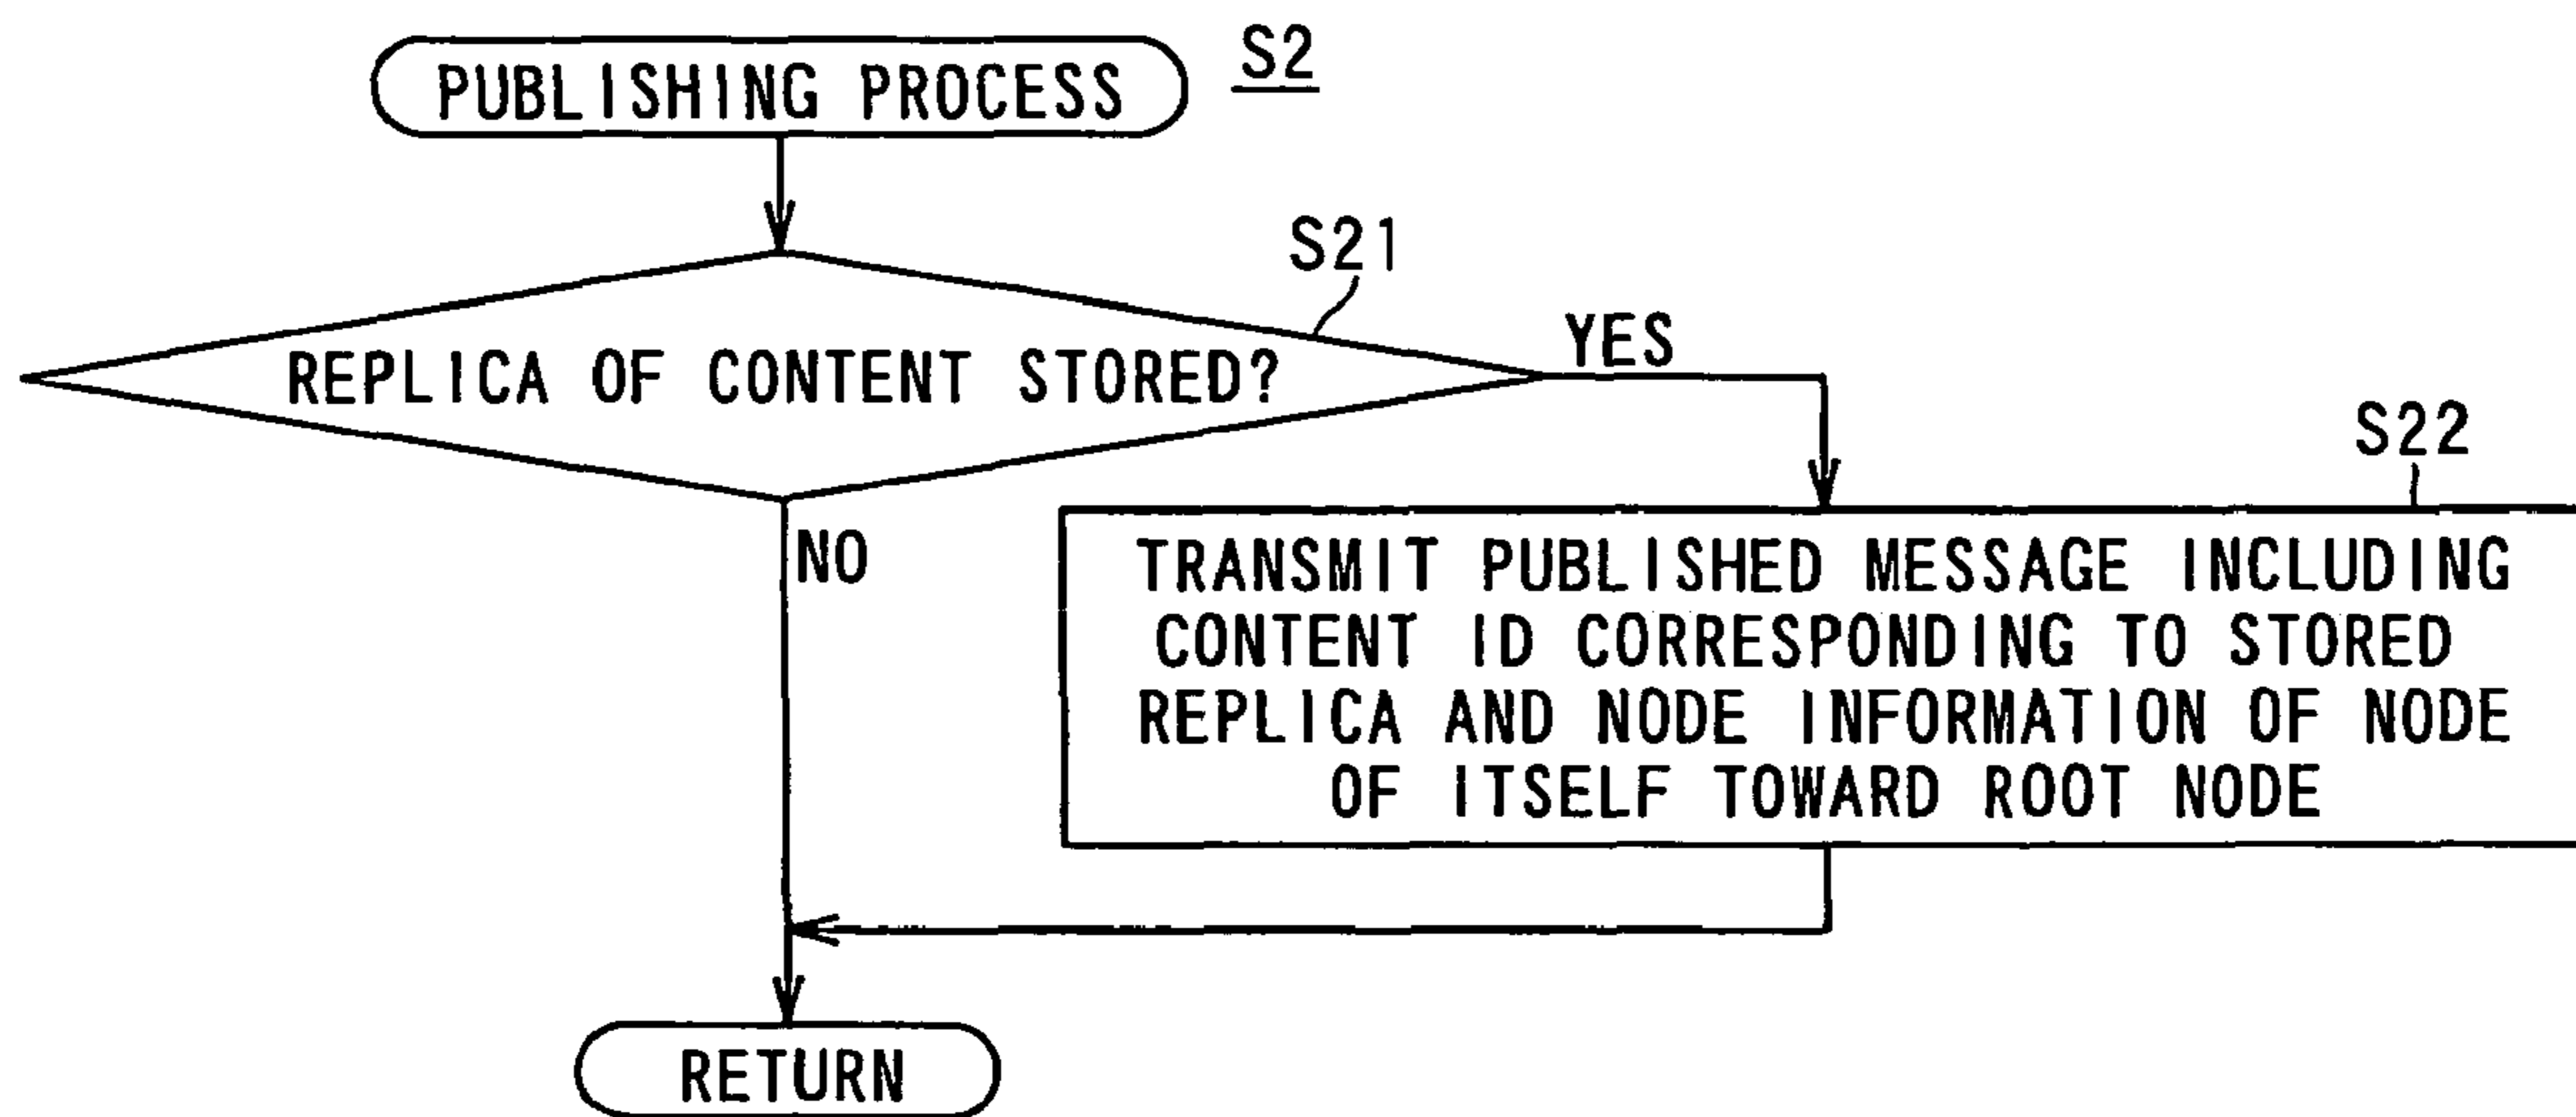 PUBLISHING PROCESS
S2
S21
REPLICA OF CONTENT STORED?
YES
S22
NO
TRANSMIT PUBLISHED MESSAGE INCLUDING
CONTENT ID CORRESPONDING TO STORED
REPLICA AND NODE INFORMATION OF NODE
OF ITSELF TOWARD ROOT NODE
RETURN